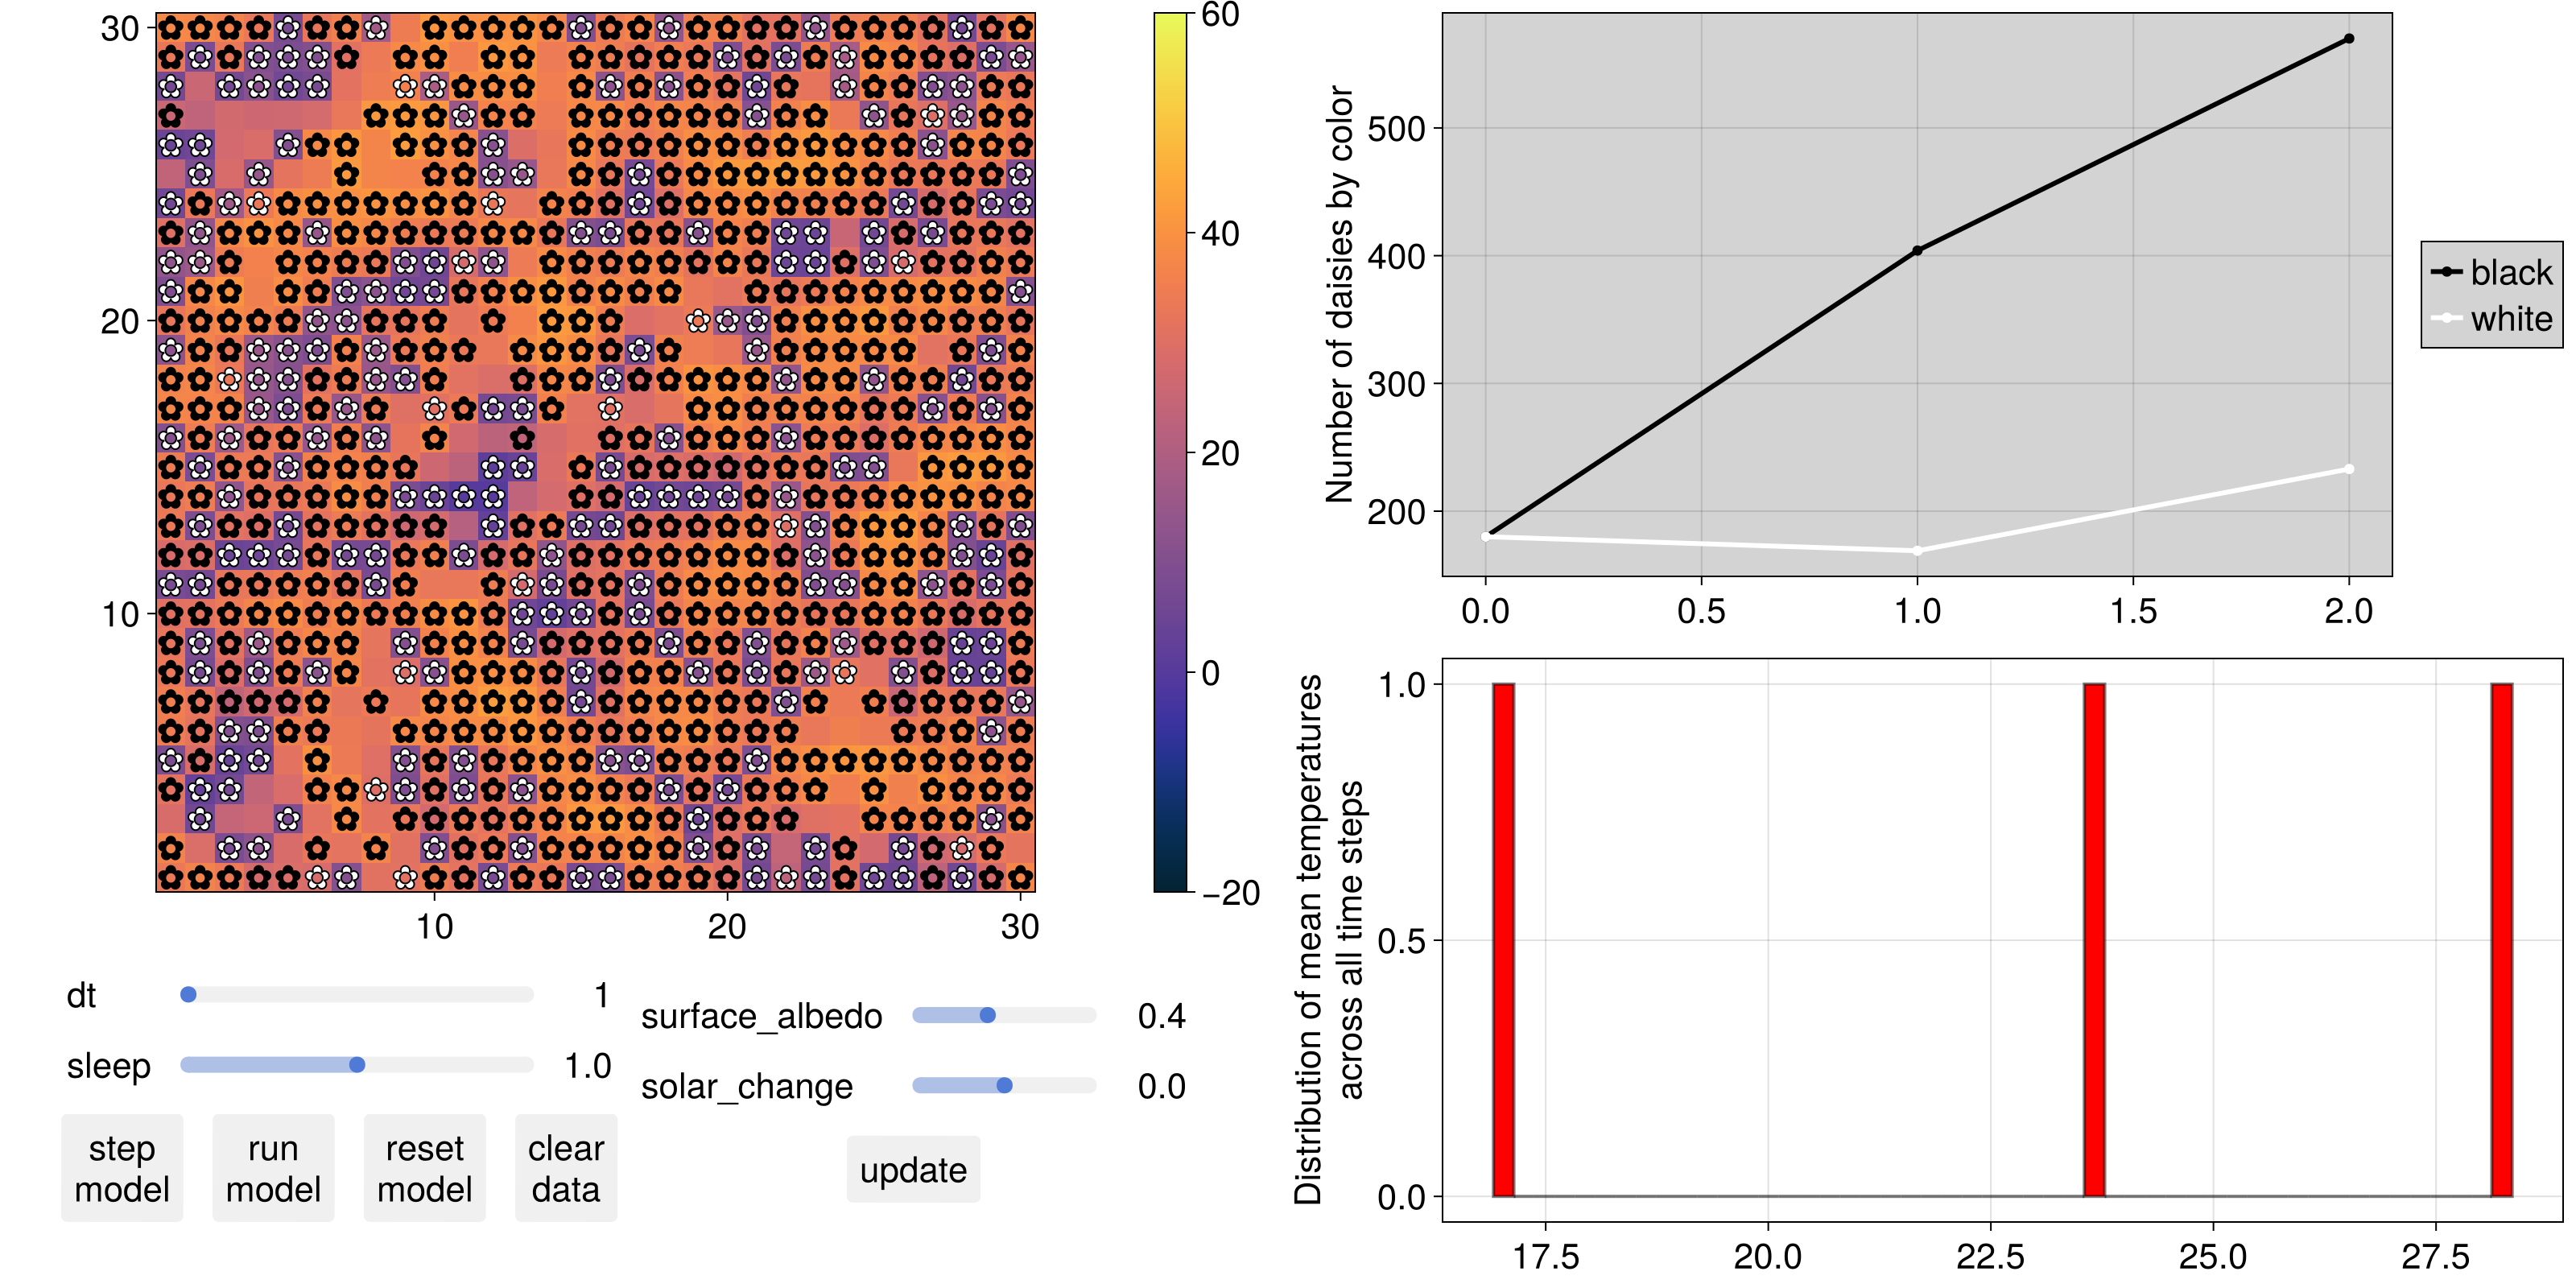 30
20
10
10
20
30
60
40
20
0
−20
Number of daisies by color
500
400
300
200
0.0
0.5
1.0
1.5
2.0
black
white
Distribution of mean temperatures
across all time steps
1.0
0.5
0.0
17.5
20.0
22.5
25.0
27.5
dt
1
sleep
1.0
surface_albedo
0.4
solar_change
0.0
step
model
run
model
reset
model
clear
data
update